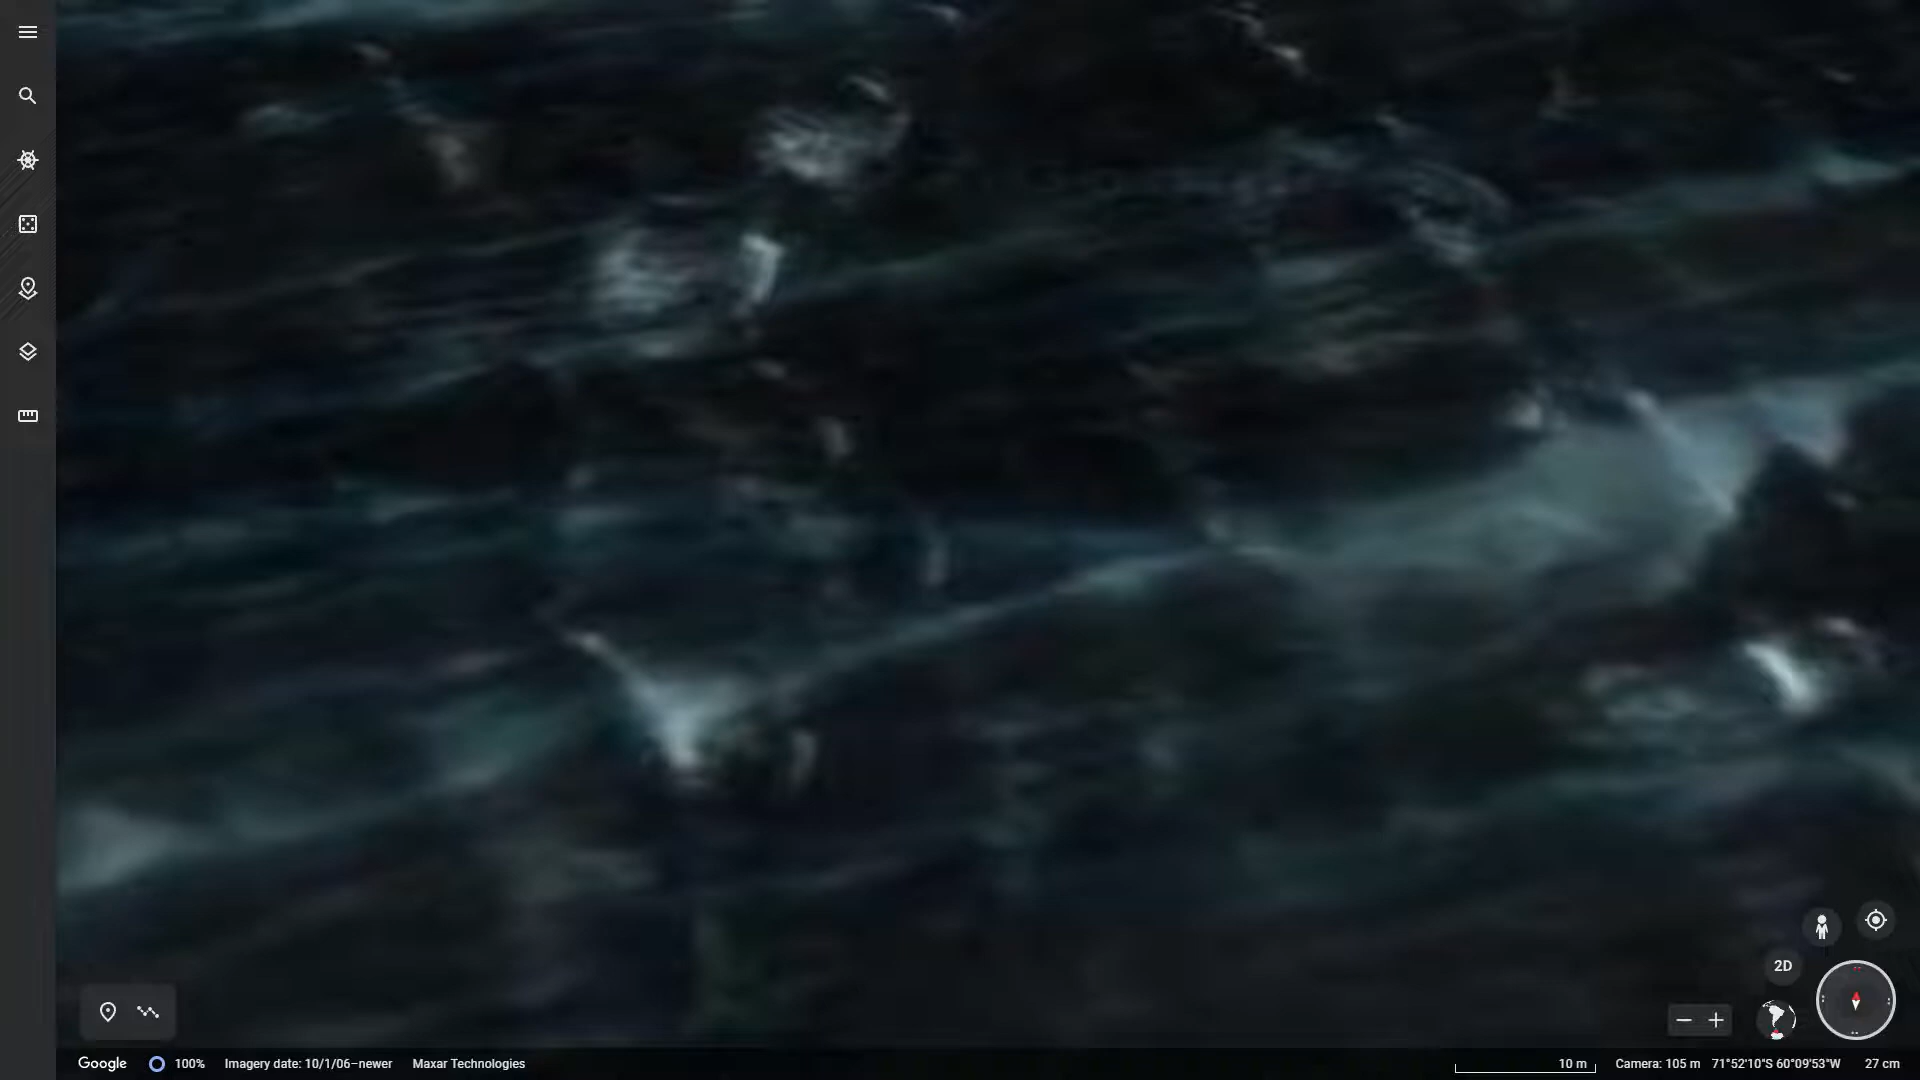 2D
Google 100% Imagery date: 10/1/06–newer Maxar Technologies 10 m Camera: 105 m 71°52'10"S 60°09'53"W 27 cm